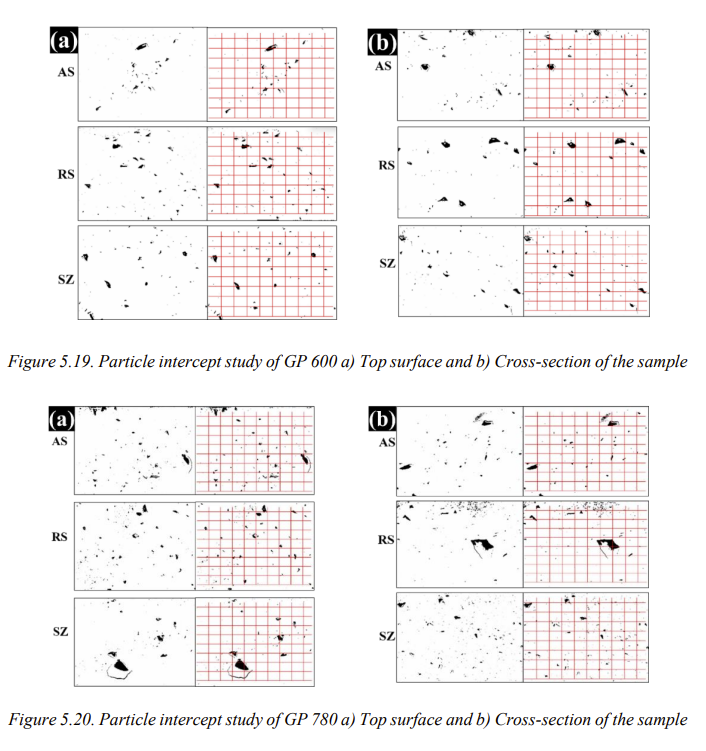 (a)
(b)
AS
AS
RS
RS
SZ
SZ
Figure 5.19. Particle intercept study of GP 600 a) Top surface and b) Cross-section of the sample
(a)
(b)
AS
AS
RS
RS
SZ
SZ
Figure 5.20. Particle intercept study of GP 780 a) Top surface and b) Cross-section of the sample